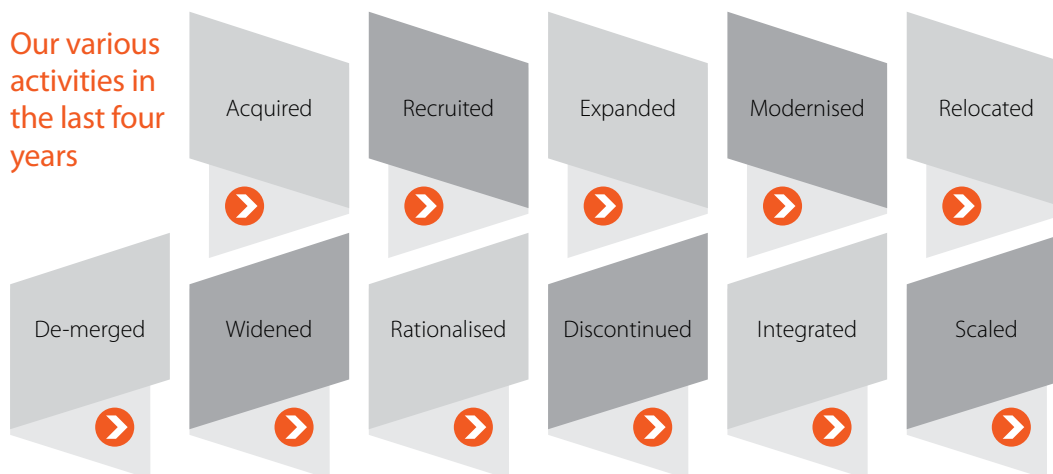 Our various
activities in
the last four
years
Acquired
Recruited
Expanded
Modernised
Relocated
De-merged
Widened
Rationalised
Discontinued
Integrated
Scaled